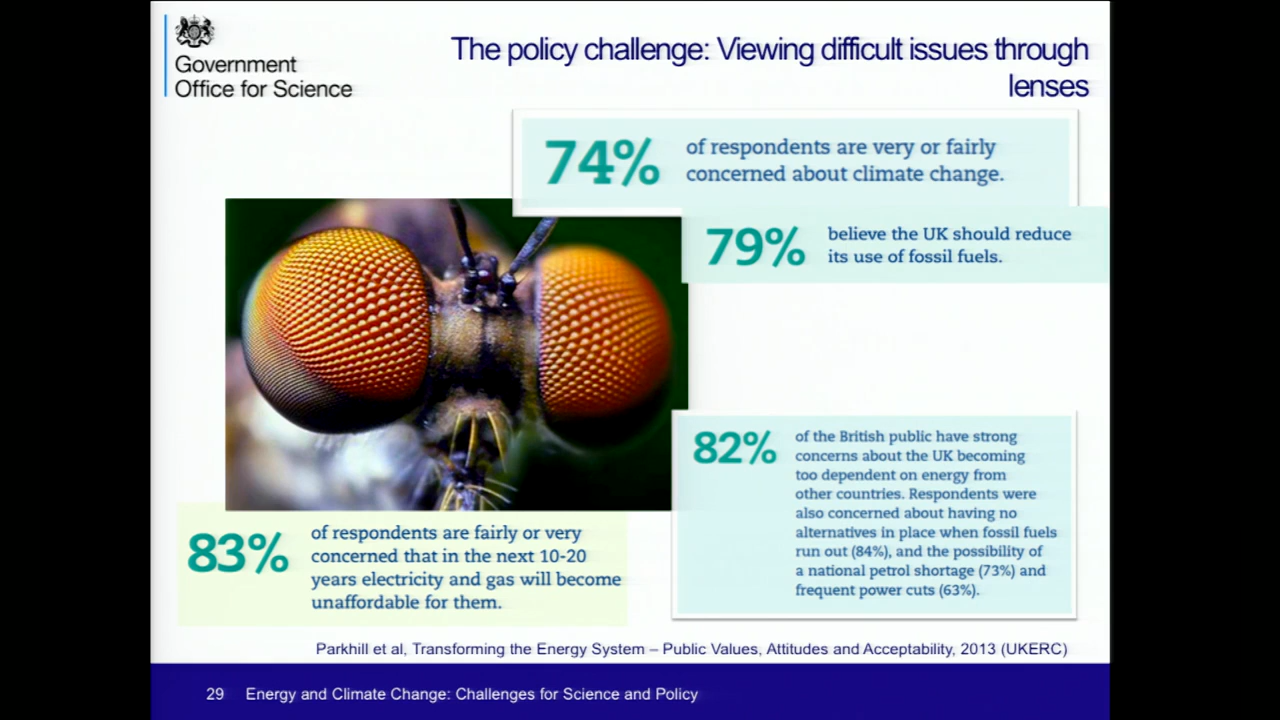 Government
Office for Science
The policy challenge: Viewing difficult issues through
lenses
74%
of respondents are very or fairly
concerned about climate change.
79%
believe the UK should reduce
its use of fossil fuels.
82%
of the British public have strong
concerns about the UK becoming
too dependent on energy from
other countries. Respondents were
also concerned about having no
alternatives in place when fossil fuels
run out (84%), and the possibility of
a national petrol shortage (73%) and
frequent power cuts (63%).
83%
of respondents are fairly or very
concerned that in the next 10-20
years electricity and gas will become
unaffordable for them.
Parkhill et al, Transforming the Energy System – Public Values, Attitudes and Acceptability, 2013 (UKERC)
29 Energy and Climate Change: Challenges for Science and Policy